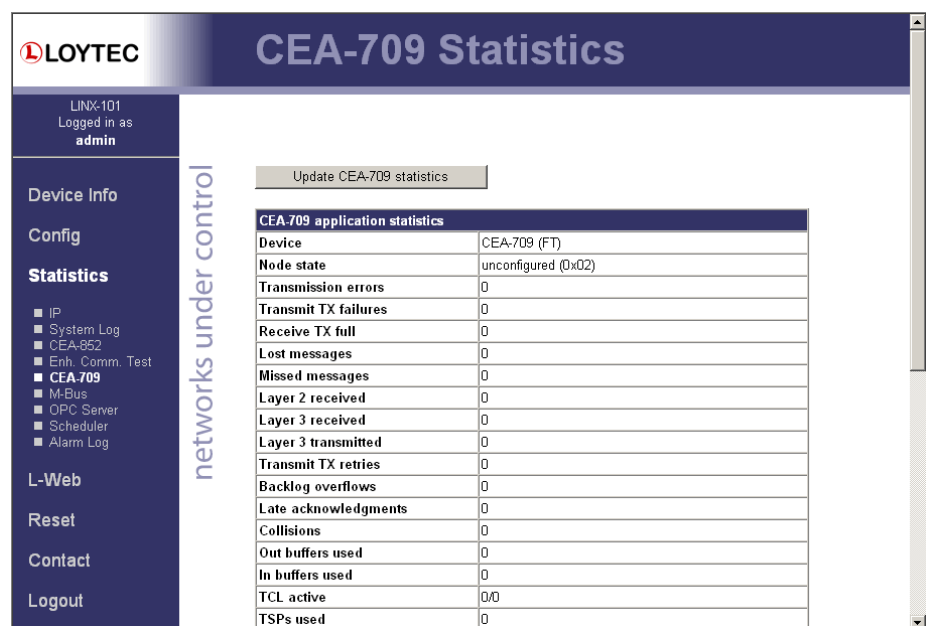 LOYTEC
CEA-709 Statistics
LINX-101
Logged in as
admin
Device Info
Config
Statistics
IP
System Log
CEA-852
Enh. Comm. Test
CEA-709
M-Bus
OPC Server
Scheduler
Alarm Log
L-Web
Reset
Contact
Logout
networks under control
Update CEA-709 statistics
CEA-709 application statistics
Device CEA-709 (FT)
Node state unconfigured (0x02)
Transmission errors 0
Transmit TX failures 0
Receive TX full 0
Lost messages 0
Missed messages 0
Layer 2 received 0
Layer 3 received 0
Layer 3 transmitted 0
Transmit TX retries 0
Backlog overflows 0
Late acknowledgments 0
Collisions 0
Out buffers used 0
In buffers used 0
TCL active 0/0
TSPs used 0